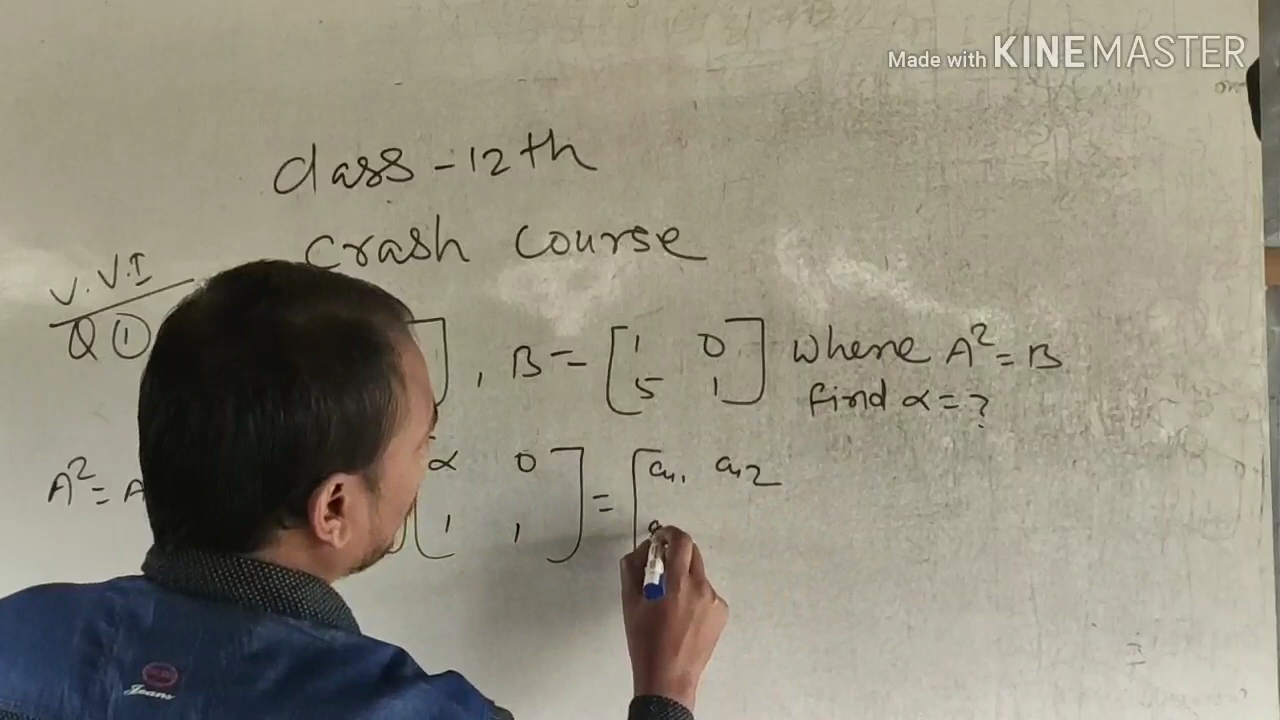 Made with KINEMASTER
Class - 12th
Crash Course
V.V.I
Q ① ], B = [ 1 0 where A² = B
5 1 ] find α = ?
A² = A α 0 ] = [ a₁₁ a₁₂
[ 1 1
Jeans